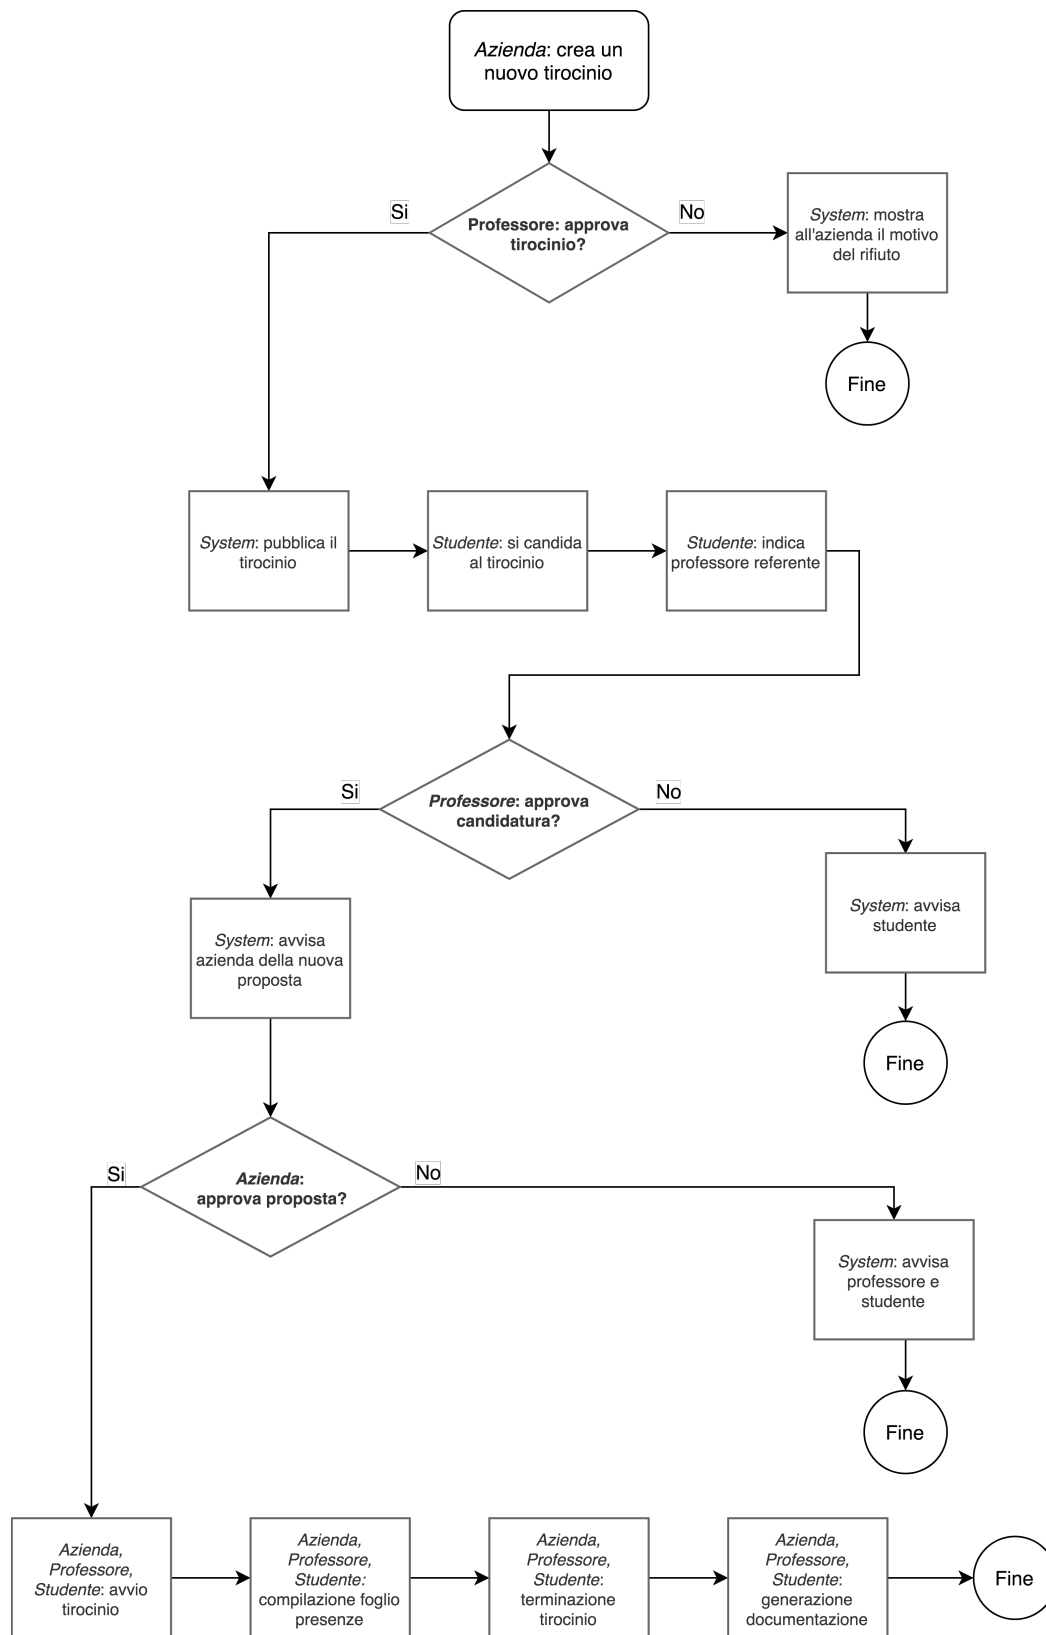 Azienda: crea un
nuovo tirocinio
Si
Professore: approva
tirocinio?
No
System: mostra
all'azienda il motivo
del rifiuto
Fine
System: pubblica il
tirocinio
Studente: si candida
al tirocinio
Studente: indica
professore referente
Si
Professore: approva
candidatura?
No
System: avvisa
azienda della nuova
proposta
System: avvisa
studente
Fine
Si
Azienda:
approva proposta?
No
System: avvisa
professore e
studente
Fine
Azienda,
Professore,
Studente: avvio
tirocinio
Azienda,
Professore,
Studente:
compilazione foglio
presenze
Azienda,
Professore,
Studente:
terminazione
tirocinio
Azienda,
Professore,
Studente:
generazione
documentazione
Fine